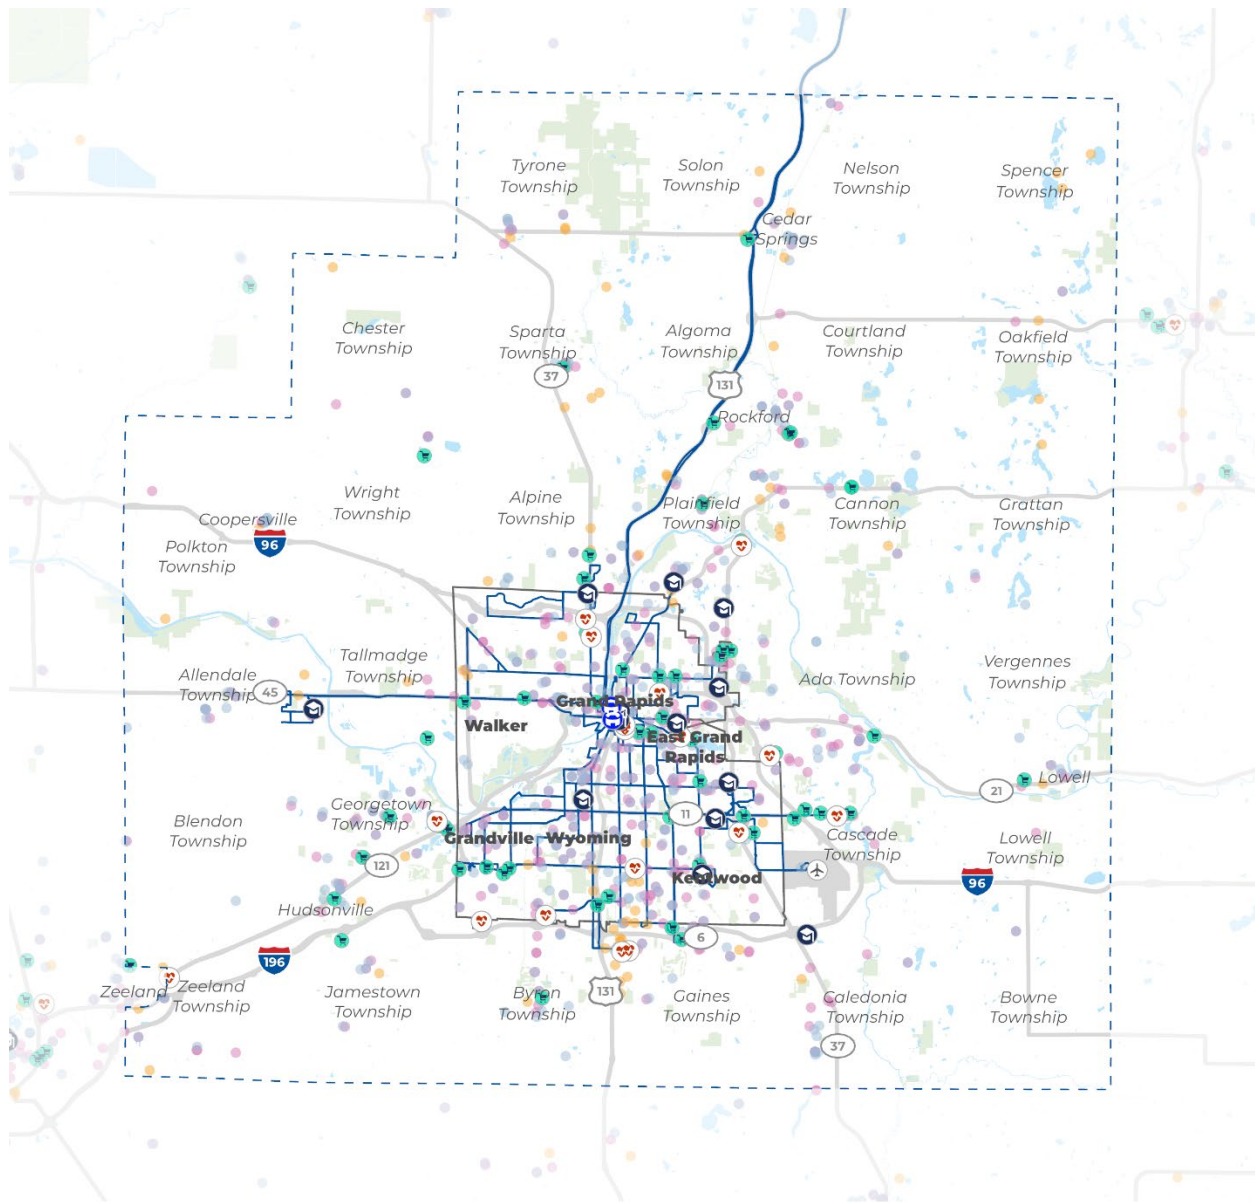 Tyrone
Township
Solon
Township
Nelson
Township
Spencer
Township
Cedar
Springs
Chester
Township
Sparta
Township
Algoma
Township
Courtland
Township
Oakfield
Township
37
131
Rockford
Wright
Township
Alpine
Township
Plainfield
Township
Cannon
Township
Grattan
Township
Coopersville
96
Polkton
Township
Tallmadge
Township
Allendale
Township
45
Ada Township
Vergennes
Township
Grand Rapids
Walker
East Grand
Rapids
Lowell
21
Georgetown
Township
Blendon
Township
11
Grandville
Wyoming
Cascade
Township
Lowell
Township
121
Kentwood
96
Hudsonville
6
196
Zeeland
Zeeland
Township
Jamestown
Township
Byron
Township
131
Gaines
Township
Caledonia
Township
Bowne
Township
37